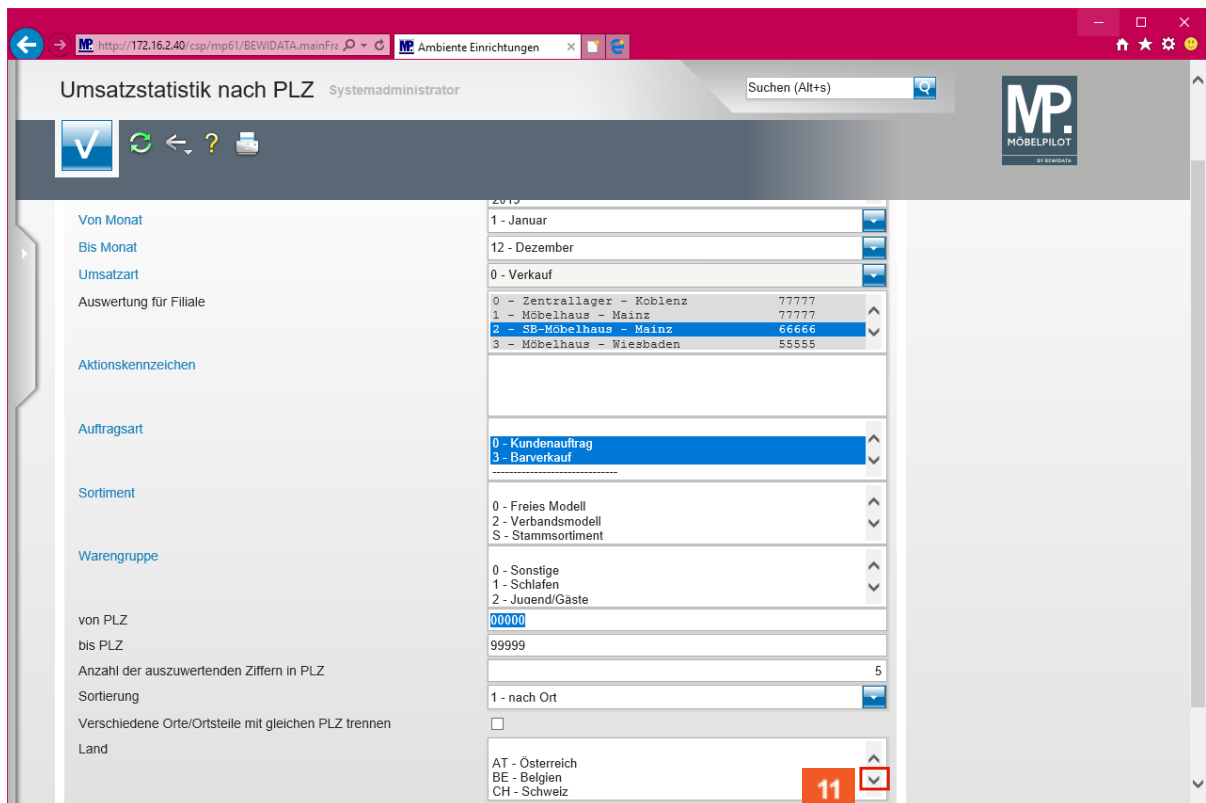 http://172.16.2.40/csp/mp61/BEWIDATA.mainFra
MP. Ambiente Einrichtungen
Umsatzstatistik nach PLZ Systemadministrator
Suchen (Alt+s)
MP.
MÖBELPILOT
BY BEWIDATA
Von Monat
1 - Januar
Bis Monat
12 - Dezember
Umsatzart
0 - Verkauf
Auswertung für Filiale
0 - Zentrallager - Koblenz 77777
1 - Möbelhaus - Mainz 77777
2 - SB-Möbelhaus - Mainz 66666
3 - Möbelhaus - Wiesbaden 55555
Aktionskennzeichen
Auftragsart
0 - Kundenauftrag
3 - Barverkauf
------------------------------
Sortiment
0 - Freies Modell
2 - Verbandsmodell
S - Stammsortiment
Warengruppe
0 - Sonstige
1 - Schlafen
2 - Jugend/Gäste
von PLZ
00000
bis PLZ
99999
Anzahl der auszuwertenden Ziffern in PLZ
5
Sortierung
1 - nach Ort
Verschiedene Orte/Ortsteile mit gleichen PLZ trennen
Land
AT - Österreich
BE - Belgien
CH - Schweiz
11